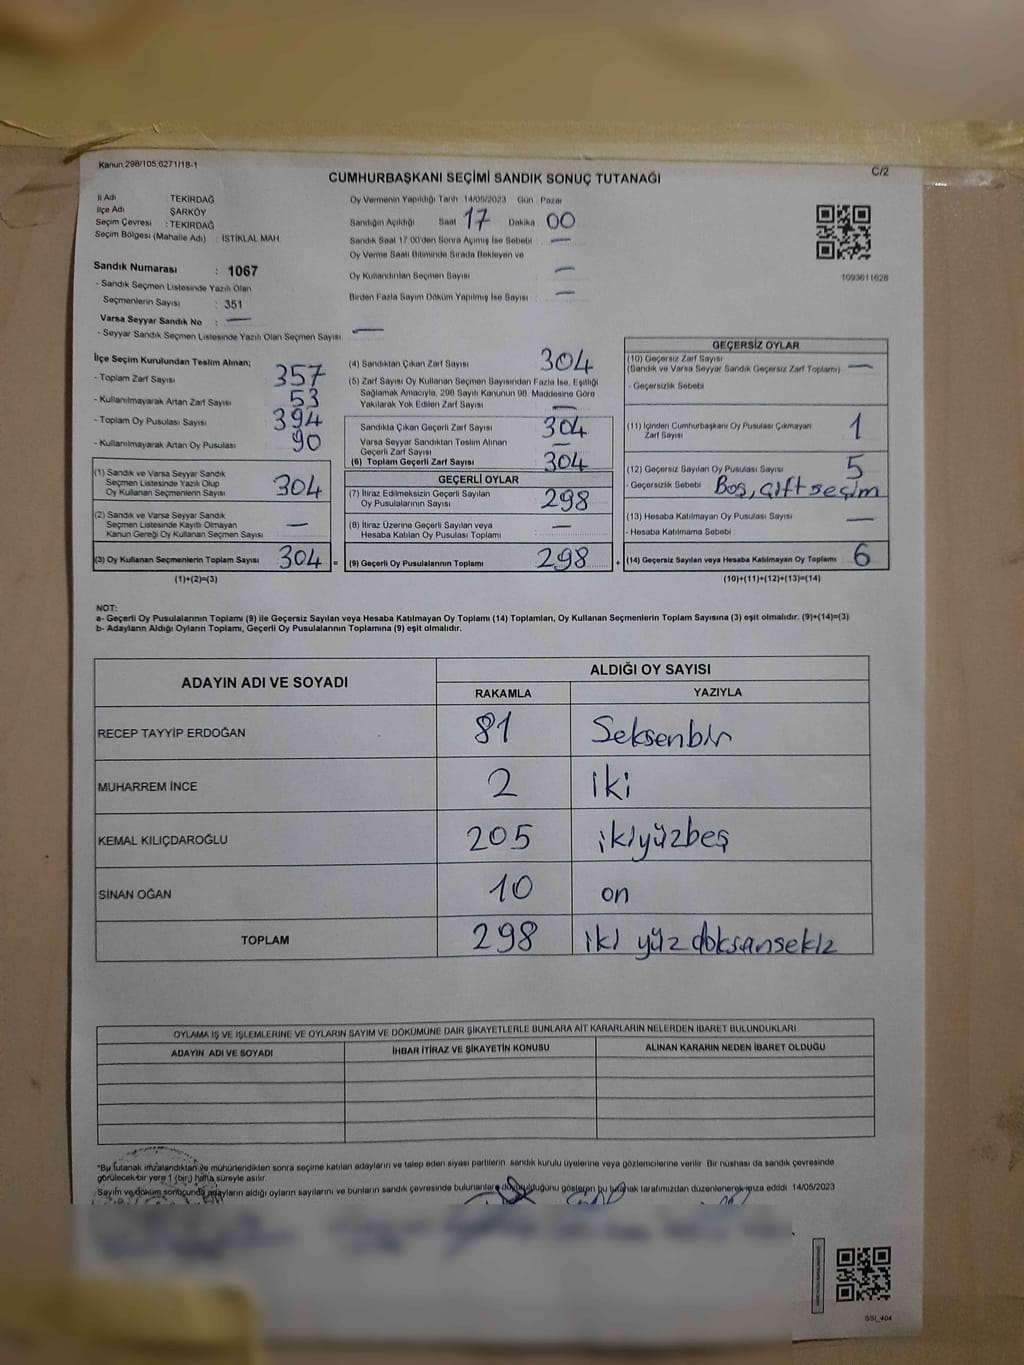 Kanun:298/105,6271/18-1
C/2
CUMHURBAŞKANI SEÇİMİ SANDIK SONUÇ TUTANAĞI
İl Adı TEKİRDAĞ
İlçe Adı ŞARKÖY
Seçim Çevresi : TEKİRDAĞ
Seçim Bölgesi (Mahalle Adı) : İSTİKLAL MAH.
Sandık Numarası : 1067
- Sandık Seçmen Listesinde Yazılı Olan
Seçmenlerin Sayısı : 351
Varsa Seyyar Sandık No : —
- Seyyar Sandık Seçmen Listesinde Yazılı Olan Seçmen Sayısı —
Oy Vermenin Yapıldığı Tarih 14/05/2023 Gün : Pazar
Sandığın Açıldığı Saat 17 Dakika 00
Sandık Saat 17:00'den Sonra Açılmış İse Sebebi —
Oy Verme Saati Bitiminde Sırada Bekleyen ve
Oy Kullandırılan Seçmen Sayısı —
Birden Fazla Sayım Döküm Yapılmış İse Sayısı —
1093611628
İlçe Seçim Kurulundan Teslim Alınan;
- Toplam Zarf Sayısı 357
- Kullanılmayarak Artan Zarf Sayısı 53
- Toplam Oy Pusulası Sayısı 394
- Kullanılmayarak Artan Oy Pusulası 90
(1) Sandık ve Varsa Seyyar Sandık
Seçmen Listesinde Yazılı Olup
Oy Kullanan Seçmenlerin Sayısı 304
(2) Sandık ve Varsa Seyyar Sandık
Seçmen Listesinde Kayıtlı Olmayan
Kanun Gereği Oy Kullanan Seçmen Sayısı —
(3) Oy Kullanan Seçmenlerin Toplam Sayısı 304 =
(1)+(2)=(3)
(4) Sandıktan Çıkan Zarf Sayısı 304
(5) Zarf Sayısı Oy Kullanan Seçmen Sayısından Fazla İse, Eşitliği
Sağlamak Amacıyla, 298 Sayılı Kanunun 98. Maddesine Göre
Yakılarak Yok Edilen Zarf Sayısı —
Sandıkta Çıkan Geçerli Zarf Sayısı 304
Varsa Seyyar Sandıktan Teslim Alınan
Geçerli Zarf Sayısı —
(6) Toplam Geçerli Zarf Sayısı 304
GEÇERLİ OYLAR
(7) İtiraz Edilmeksizin Geçerli Sayılan
Oy Pusulalarının Sayısı 298
(8) İtiraz Üzerine Geçerli Sayılan veya
Hesaba Katılan Oy Pusulası Toplamı —
(9) Geçerli Oy Pusulalarının Toplamı 298 +
GEÇERSİZ OYLAR
(10) Geçersiz Zarf Sayısı
(Sandık ve Varsa Seyyar Sandık Geçersiz Zarf Toplamı) —
- Geçersizlik Sebebi
(11) İçinden Cumhurbaşkanı Oy Pusulası Çıkmayan
Zarf Sayısı 1
(12) Geçersiz Sayılan Oy Pusulası Sayısı 5
- Geçersizlik Sebebi Boş, çift seçim
(13) Hesaba Katılmayan Oy Pusulası Sayısı —
- Hesaba Katılmama Sebebi
(14) Geçersiz Sayılan veya Hesaba Katılmayan Oy Toplamı 6
(10)+(11)+(12)+(13)=(14)
NOT:
a- Geçerli Oy Pusulalarının Toplamı (9) ile Geçersiz Sayılan veya Hesaba Katılmayan Oy Toplamı (14) Toplamları, Oy Kullanan Seçmenlerin Toplam Sayısına (3) eşit olmalıdır. (9)+(14)=(3)
b- Adayların Aldığı Oyların Toplamı, Geçerli Oy Pusulalarının Toplamına (9) eşit olmalıdır.
ADAYIN ADI VE SOYADI ALDIĞI OY SAYISI
RAKAMLA YAZIYLA
RECEP TAYYİP ERDOĞAN 81 Seksenbir
MUHARREM İNCE 2 iki
KEMAL KILIÇDAROĞLU 205 ikiyüzbeş
SİNAN OĞAN 10 on
TOPLAM 298 iki yüz doksansekiz
OYLAMA İŞ VE İŞLEMLERİNE VE OYLARIN SAYIM VE DÖKÜMÜNE DAİR ŞİKAYETLERLE BUNLARA AİT KARARLARIN NELERDEN İBARET BULUNDUKLARI
ADAYIN ADI VE SOYADI İHBAR İTİRAZ VE ŞİKAYETİN KONUSU ALINAN KARARIN NEDEN İBARET OLDUĞU
*Bu tutanak imzalandıktan ve mühürlendikten sonra seçime katılan adayların ve talep eden siyasi partilerin sandık kurulu üyelerine veya gözlemcilerine verilir. Bir nüshası da sandık çevresinde
görülecek bir yere 1 (bir) hafta süreyle asılır.
Sayım ve döküm sonucunda adayların aldığı oyların sayılarını ve bunların sandık çevresinde bulunanlara duyurulduğunu gösteren bu tutanak tarafımızdan düzenlenerek imza edildi. 14/05/2023
SSI_404